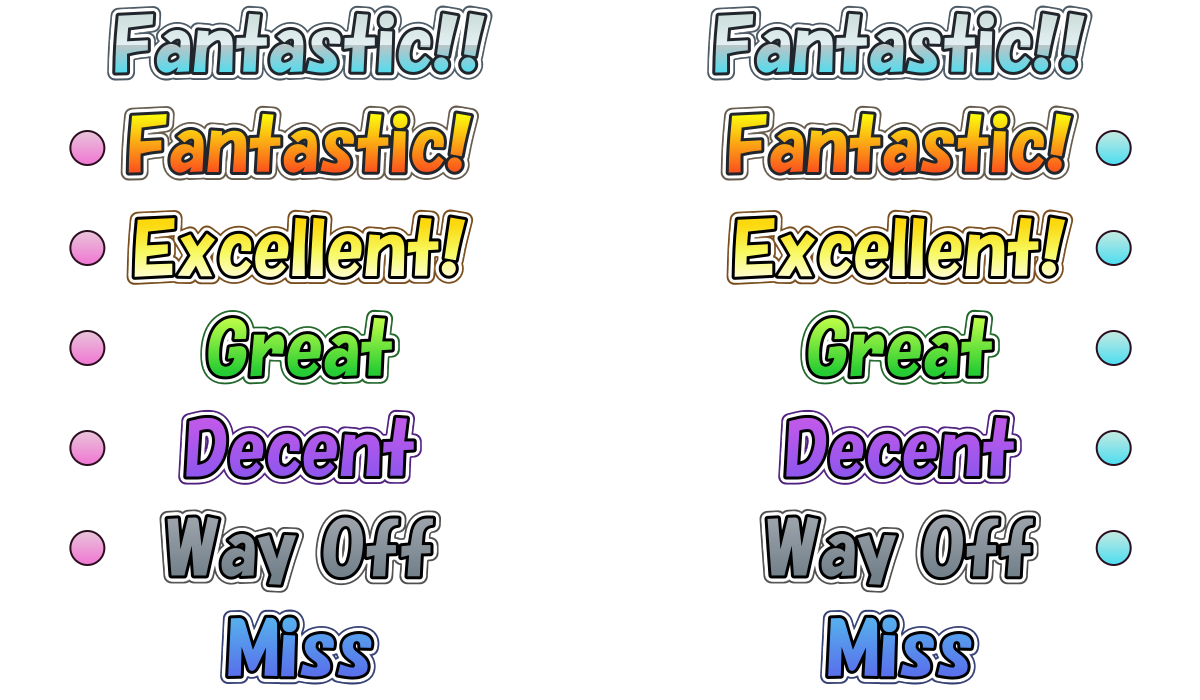 Fantastic!! Fantastic!!
Fantastic! Fantastic!
Excellent! Excellent!
Great Great
Decent Decent
Way Off Way Off
Miss Miss